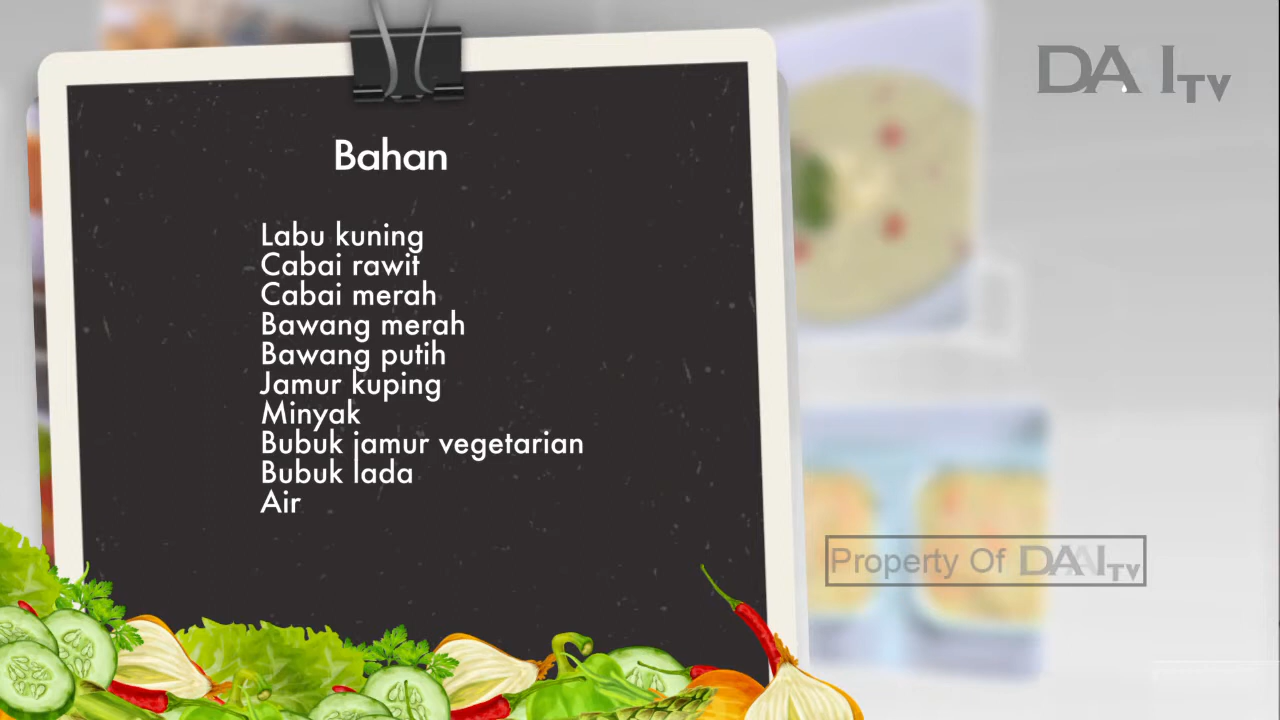 DAAI TV
Bahan
Labu kuning
Cabai rawit
Cabai merah
Bawang merah
Bawang putih
Jamur kuping
Minyak
Bubuk jamur vegetarian
Bubuk lada
Air
Property Of DAAI TV